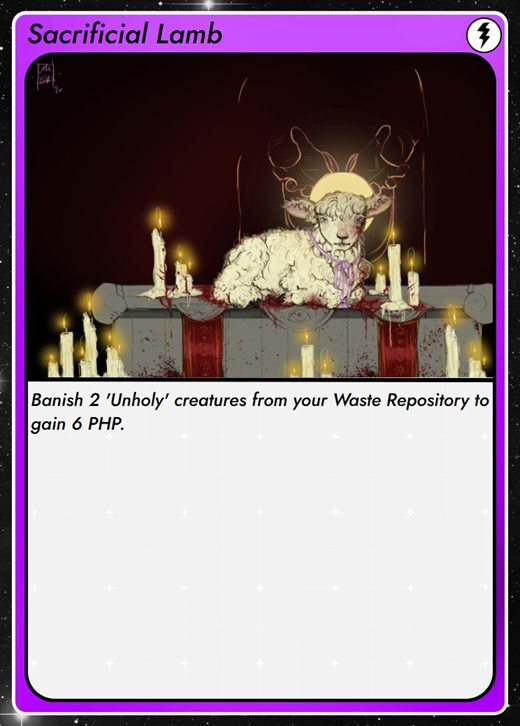 Sacrificial Lamb
Banish 2 'Unholy' creatures from your Waste Repository to
gain 6 PHP.